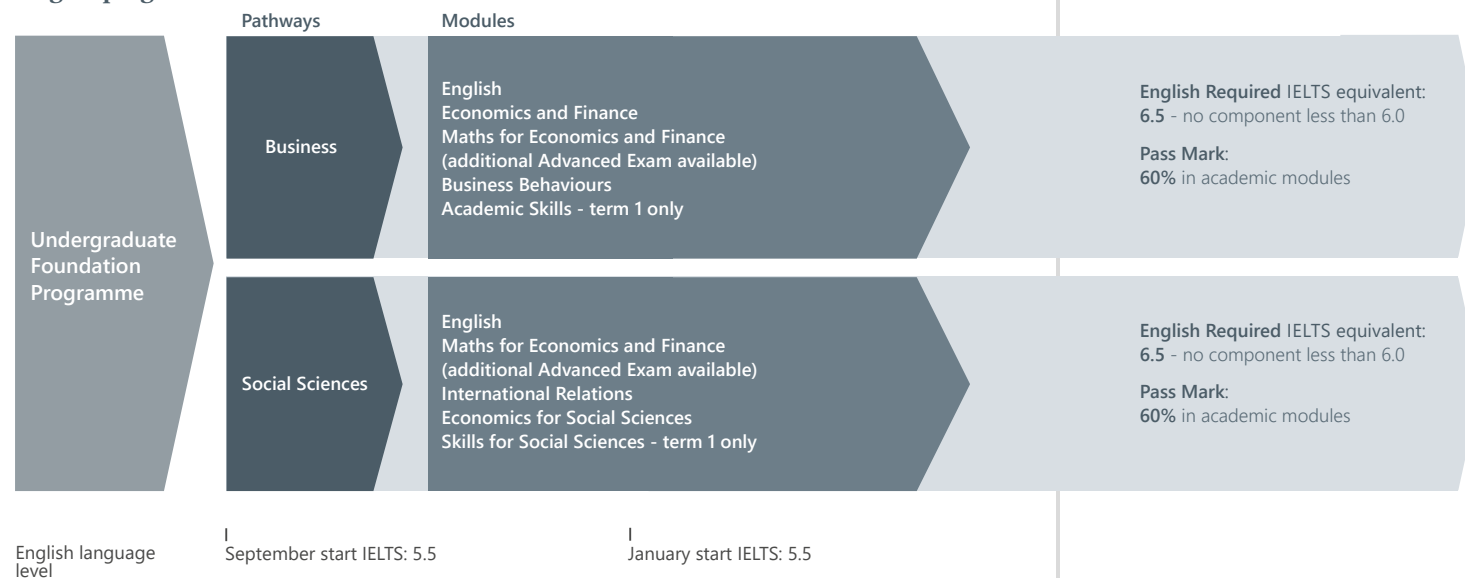 Pathways
Modules
Undergraduate
Foundation
Programme
Business
English
Economics and Finance
Maths for Economics and Finance
(additional Advanced Exam available)
Business Behaviours
Academic Skills - term 1 only
English Required IELTS equivalent:
6.5 - no component less than 6.0
Pass Mark:
60% in academic modules
Social Sciences
English
Maths for Economics and Finance
(additional Advanced Exam available)
International Relations
Economics for Social Sciences
Skills for Social Sciences - term 1 only
English Required IELTS equivalent:
6.5 - no component less than 6.0
Pass Mark:
60% in academic modules
English language
level
September start IELTS: 5.5
January start IELTS: 5.5